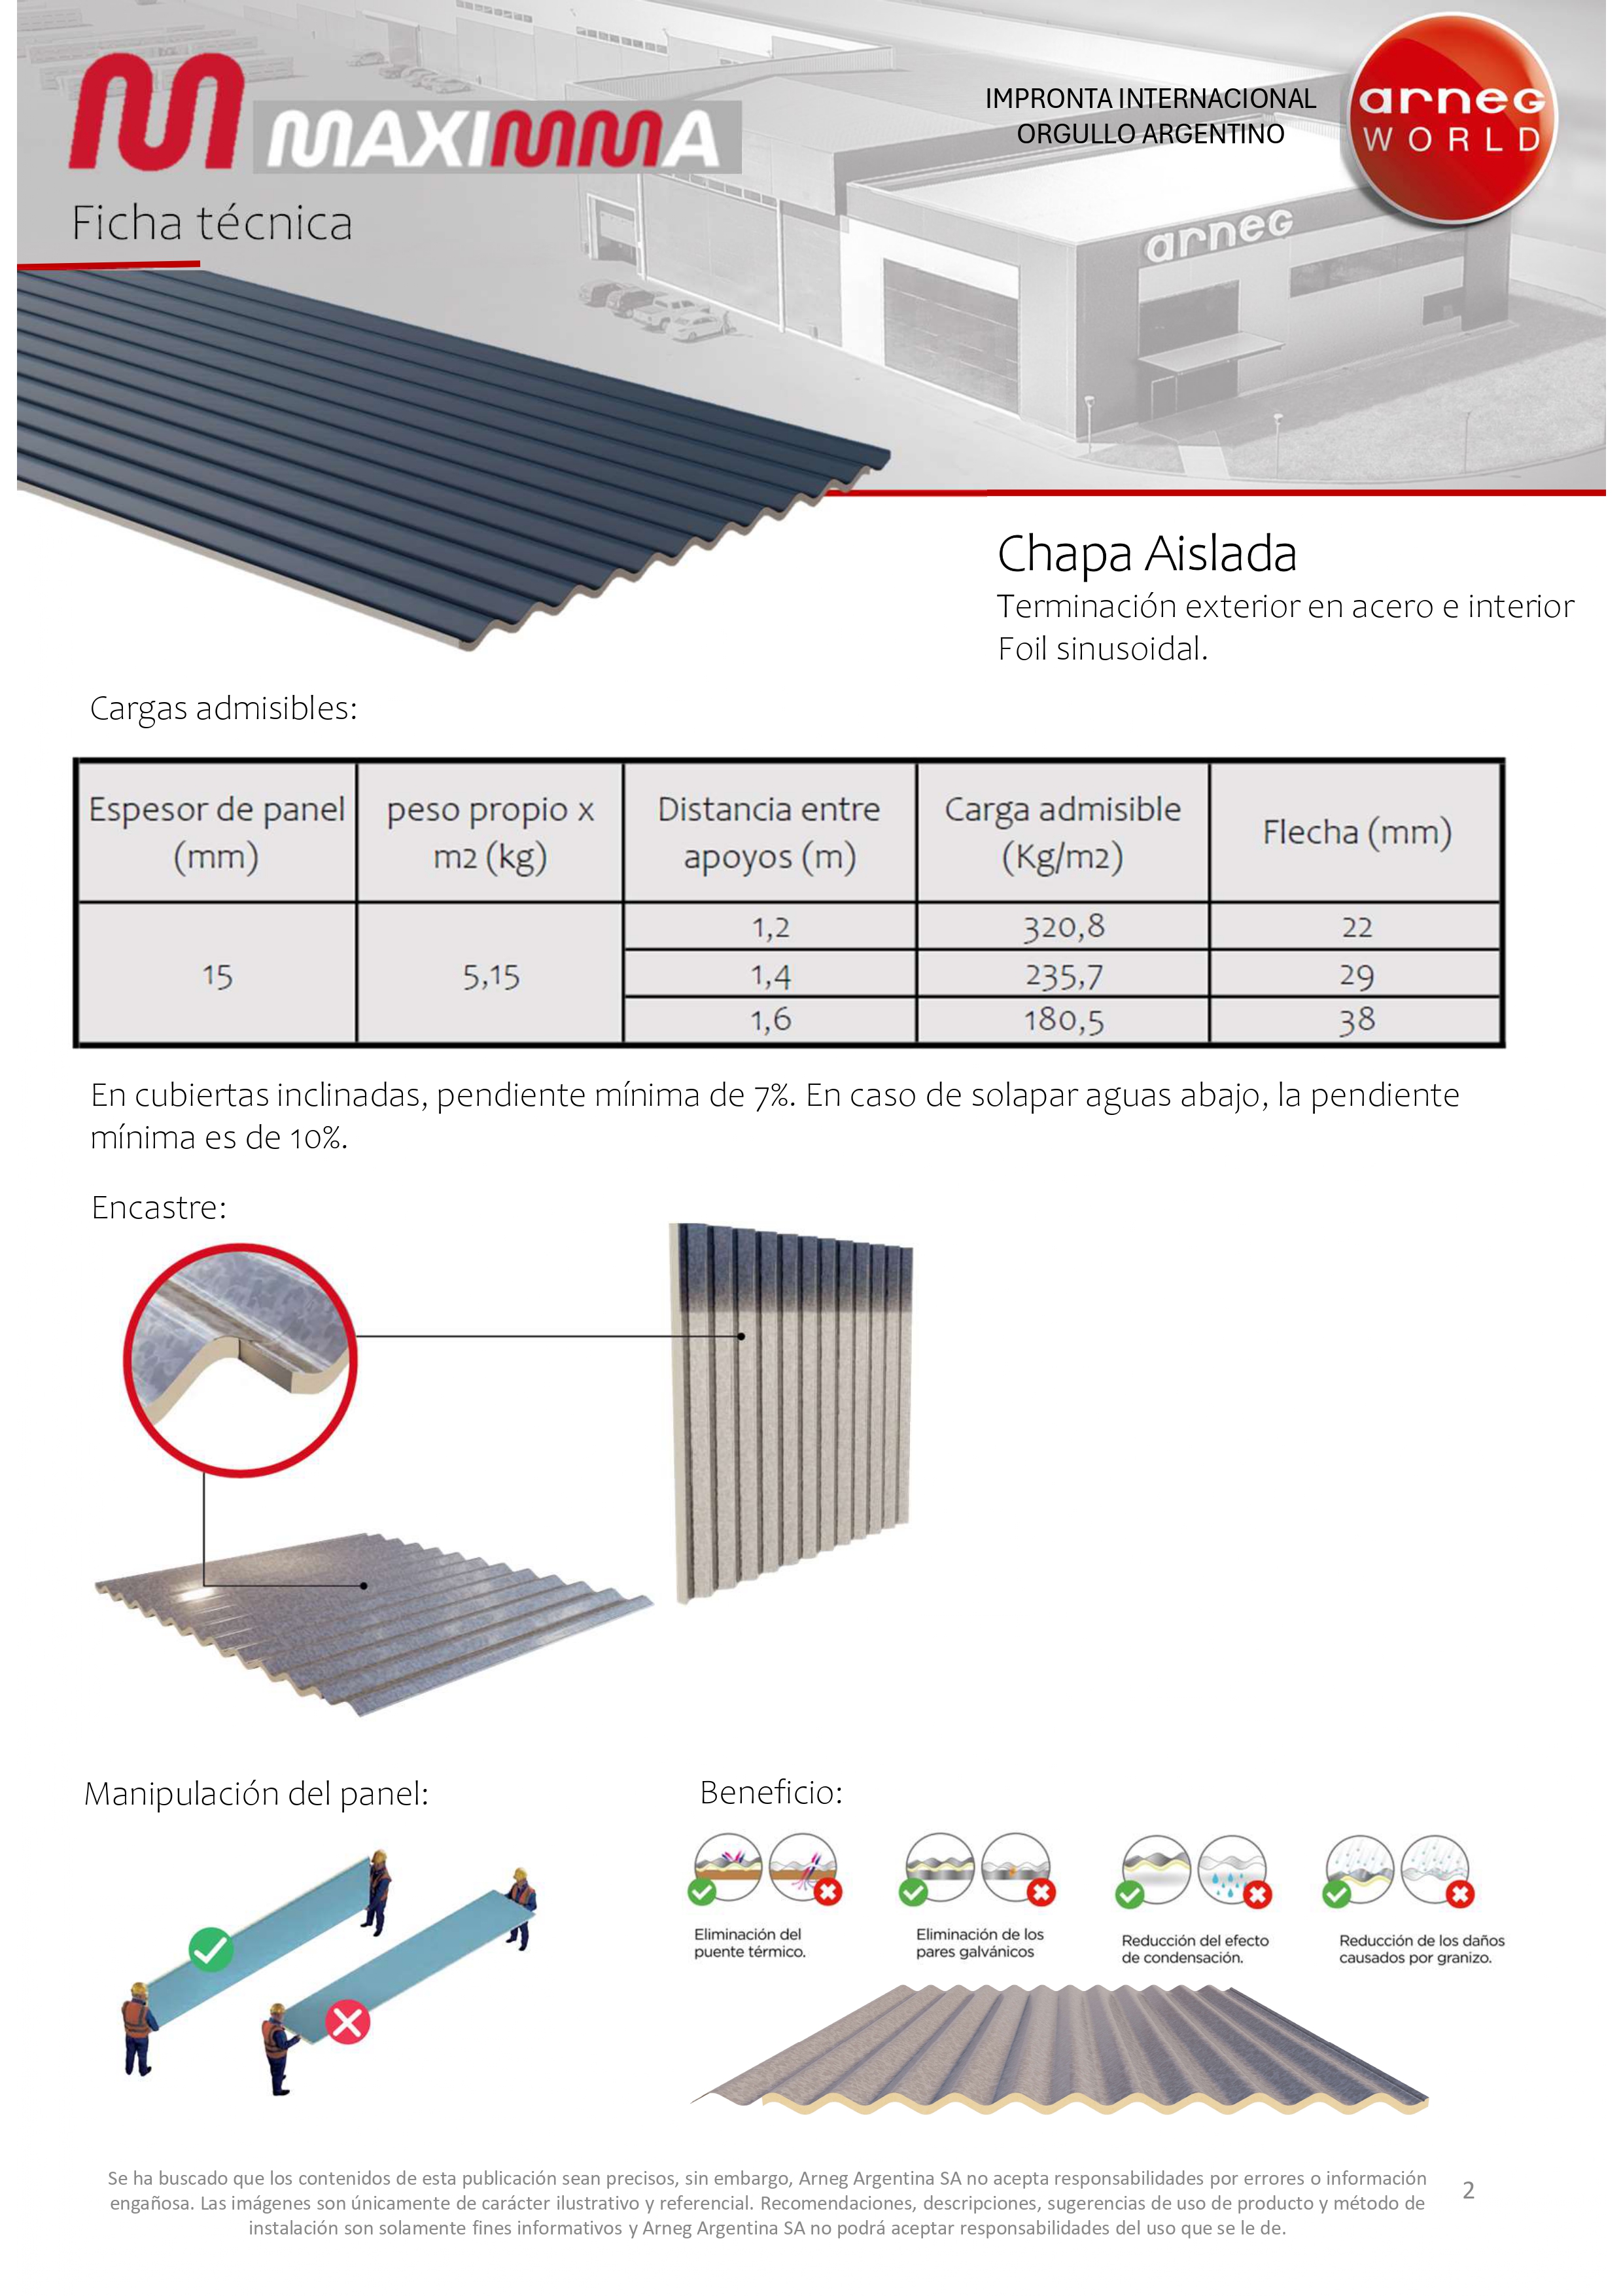 MAXIMMA
IMPRONTA INTERNACIONAL
ORGULLO ARGENTINO
arneg
WORLD
Ficha técnica
arneg
Chapa Aislada
Terminación exterior en acero e interior
Foil sinusoidal.
Cargas admisibles:
Espesor de panel (mm) peso propio x m2 (kg) Distancia entre apoyos (m) Carga admisible (Kg/m2) Flecha (mm)
15 5,15 1,2 320,8 22
1,4 235,7 29
1,6 180,5 38
En cubiertas inclinadas, pendiente mínima de 7%. En caso de solapar aguas abajo, la pendiente
mínima es de 10%.
Encastre:
Manipulación del panel:
Beneficio:
Eliminación del
puente térmico.
Eliminación de los
pares galvánicos
Reducción del efecto
de condensación.
Reducción de los daños
causados por granizo.
Se ha buscado que los contenidos de esta publicación sean precisos, sin embargo, Arneg Argentina SA no acepta responsabilidades por errores o información
engañosa. Las imágenes son únicamente de carácter ilustrativo y referencial. Recomendaciones, descripciones, sugerencias de uso de producto y método de
instalación son solamente fines informativos y Arneg Argentina SA no podrá aceptar responsabilidades del uso que se le de.
2